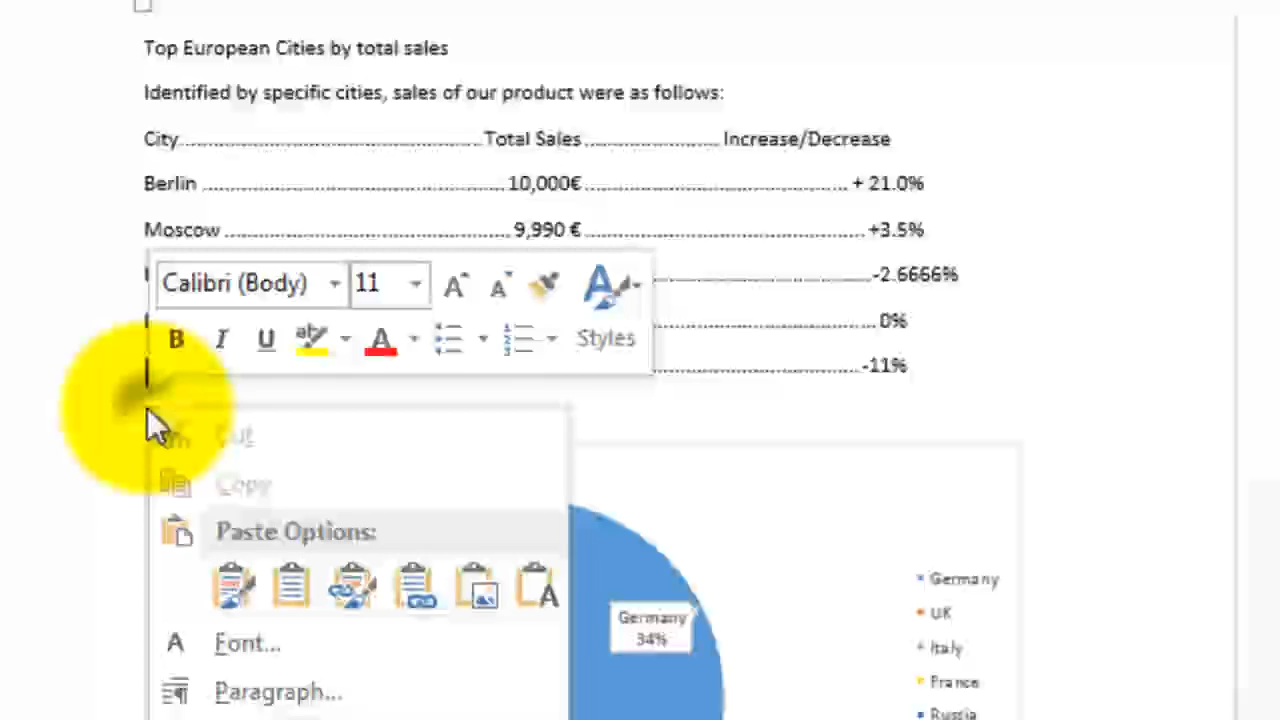 Top European Cities by total sales
Identified by specific cities, sales of our product were as follows:
City Total Sales Increase/Decrease
Berlin 10,000€ + 21.0%
Moscow 9,990 € +3.5%
-2.6666%
0%
-11%
Calibri (Body) 11
B I U aby A Styles
Cut
Copy
Paste Options:
Font...
Paragraph...
Germany
34%
Germany
UK
Italy
France
Russia